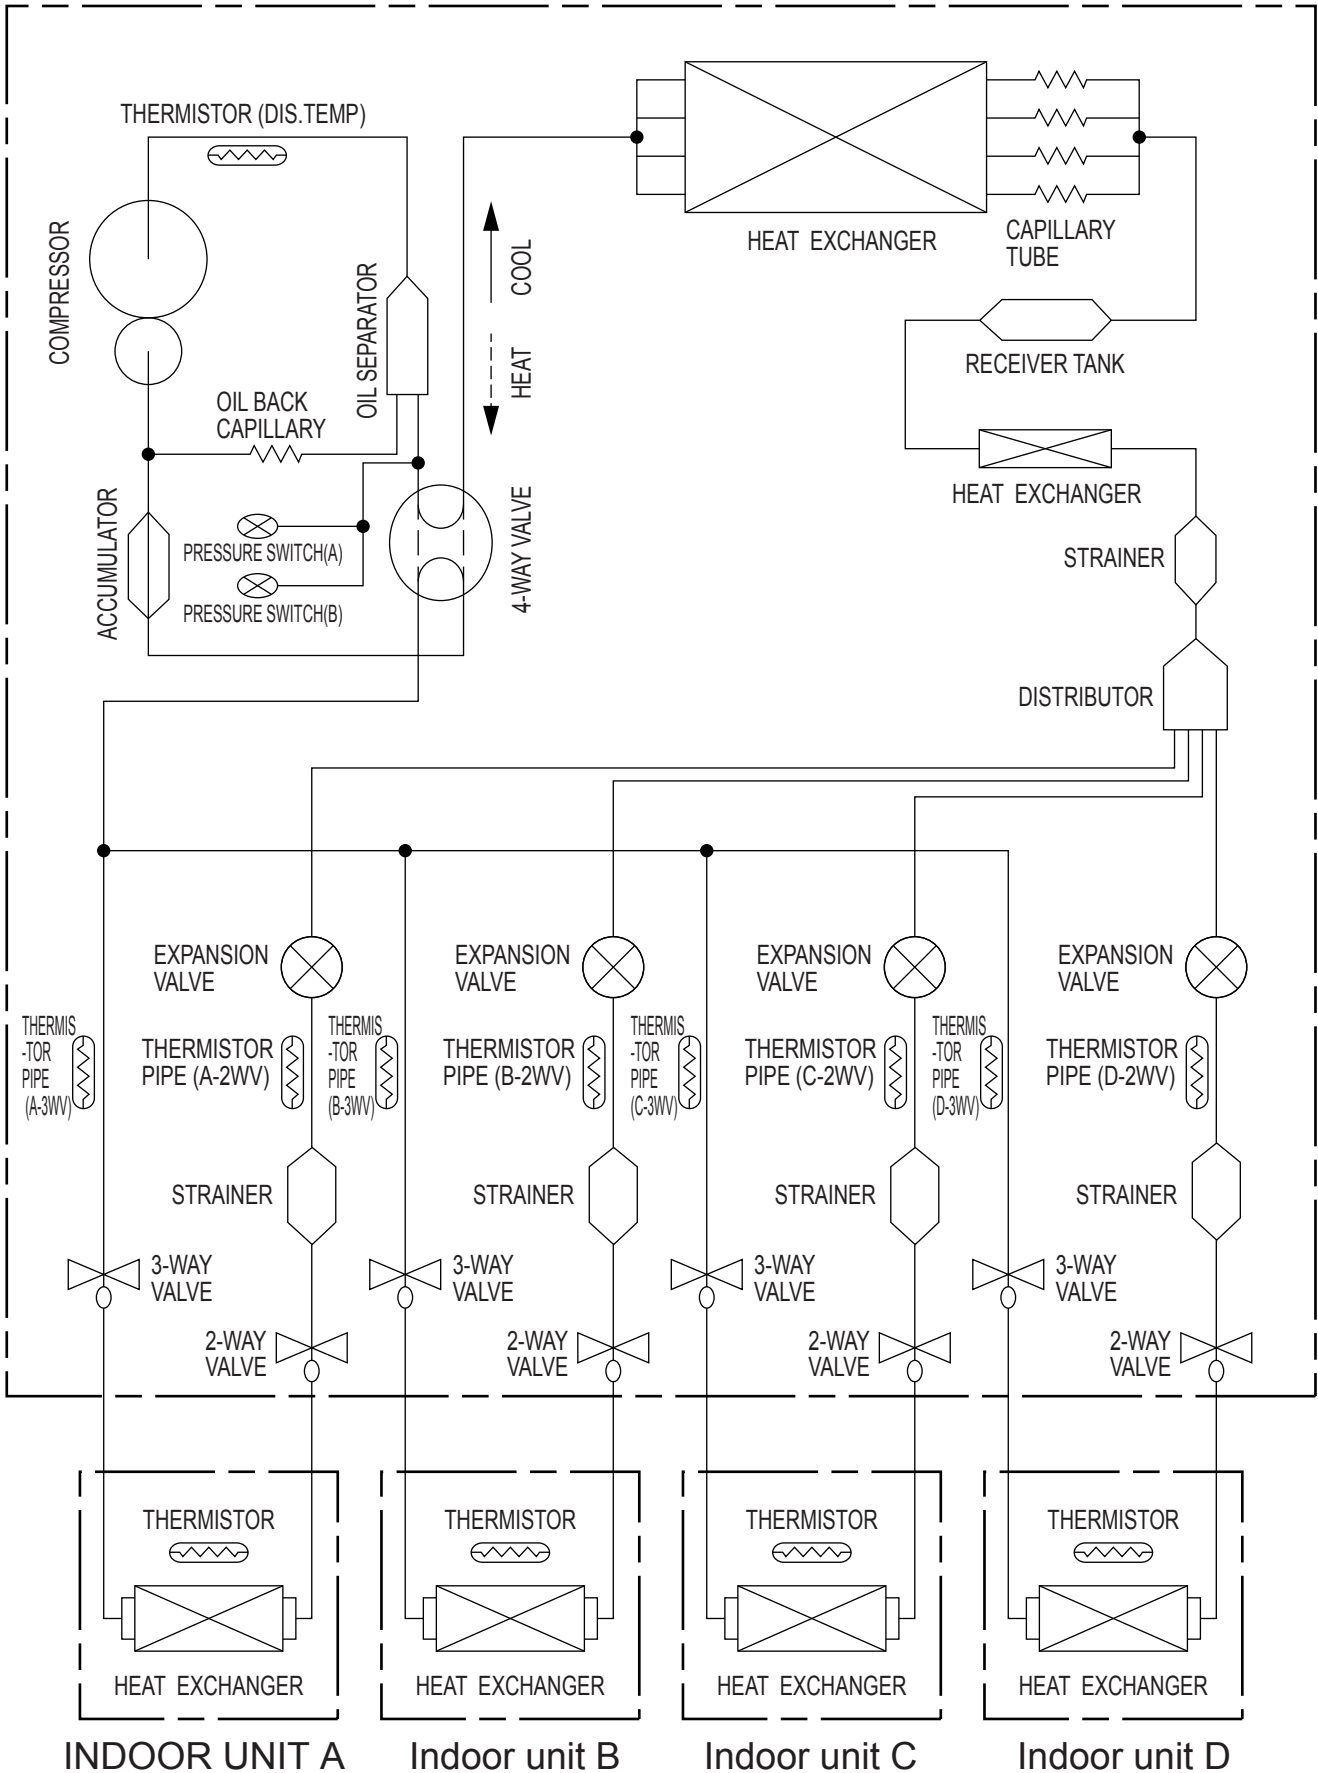 THERMISTOR (DIS.TEMP)
COMPRESSOR
OIL SEPARATOR
COOL
HEAT
HEAT EXCHANGER
CAPILLARY
TUBE
RECEIVER TANK
OIL BACK
CAPILLARY
HEAT EXCHANGER
ACCUMULATOR
PRESSURE SWITCH(A)
PRESSURE SWITCH(B)
4-WAY VALVE
STRAINER
DISTRIBUTOR
EXPANSION
VALVE
EXPANSION
VALVE
EXPANSION
VALVE
EXPANSION
VALVE
THERMIS
-TOR
PIPE
(A-3WV)
THERMISTOR
PIPE (A-2WV)
THERMIS
-TOR
PIPE
(B-3WV)
THERMISTOR
PIPE (B-2WV)
THERMIS
-TOR
PIPE
(C-3WV)
THERMISTOR
PIPE (C-2WV)
THERMIS
-TOR
PIPE
(D-3WV)
THERMISTOR
PIPE (D-2WV)
STRAINER
STRAINER
STRAINER
STRAINER
3-WAY
VALVE
3-WAY
VALVE
3-WAY
VALVE
3-WAY
VALVE
2-WAY
VALVE
2-WAY
VALVE
2-WAY
VALVE
2-WAY
VALVE
THERMISTOR
THERMISTOR
THERMISTOR
THERMISTOR
HEAT EXCHANGER
HEAT EXCHANGER
HEAT EXCHANGER
HEAT EXCHANGER
INDOOR UNIT A
Indoor unit B
Indoor unit C
Indoor unit D